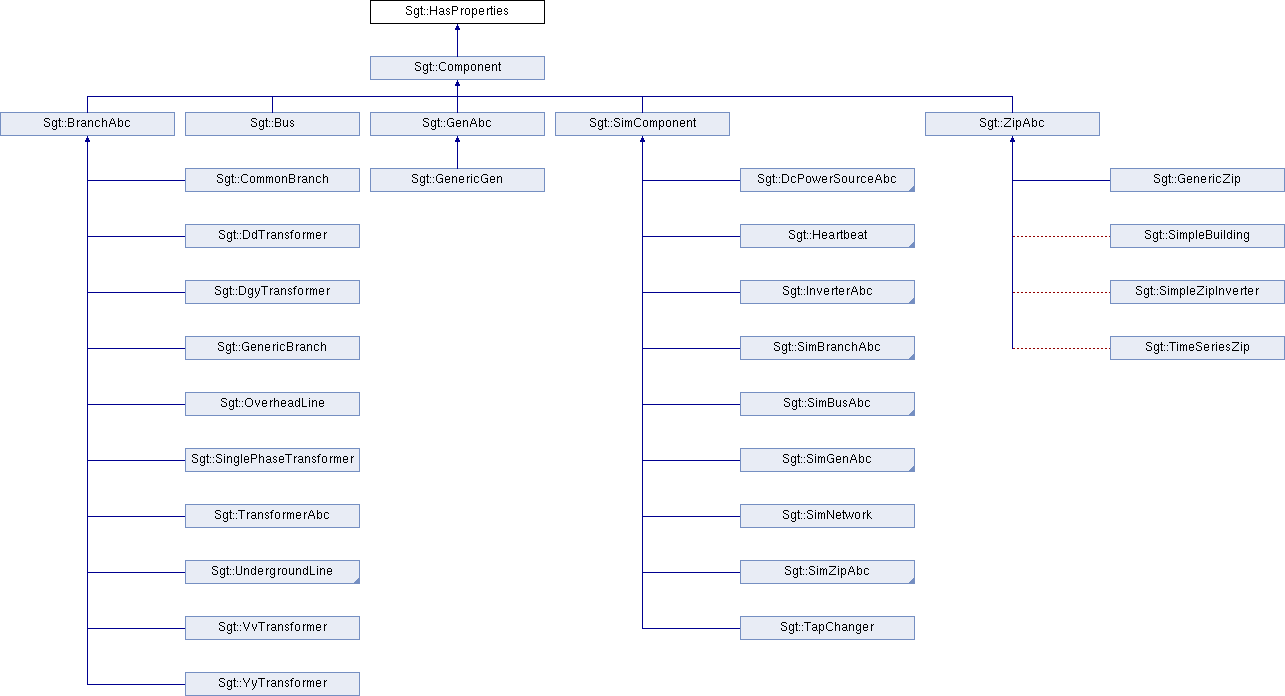 Sgt::HasProperties
Sgt::Component
Sgt::BranchAbc
Sgt::Bus
Sgt::GenAbc
Sgt::SimComponent
Sgt::ZipAbc
Sgt::CommonBranch
Sgt::GenericGen
Sgt::DcPowerSourceAbc
Sgt::GenericZip
Sgt::DdTransformer
Sgt::Heartbeat
Sgt::SimpleBuilding
Sgt::DgyTransformer
Sgt::InverterAbc
Sgt::SimpleZipInverter
Sgt::GenericBranch
Sgt::SimBranchAbc
Sgt::TimeSeriesZip
Sgt::OverheadLine
Sgt::SimBusAbc
Sgt::SinglePhaseTransformer
Sgt::SimGenAbc
Sgt::TransformerAbc
Sgt::SimNetwork
Sgt::UndergroundLine
Sgt::SimZipAbc
Sgt::VvTransformer
Sgt::TapChanger
Sgt::YyTransformer